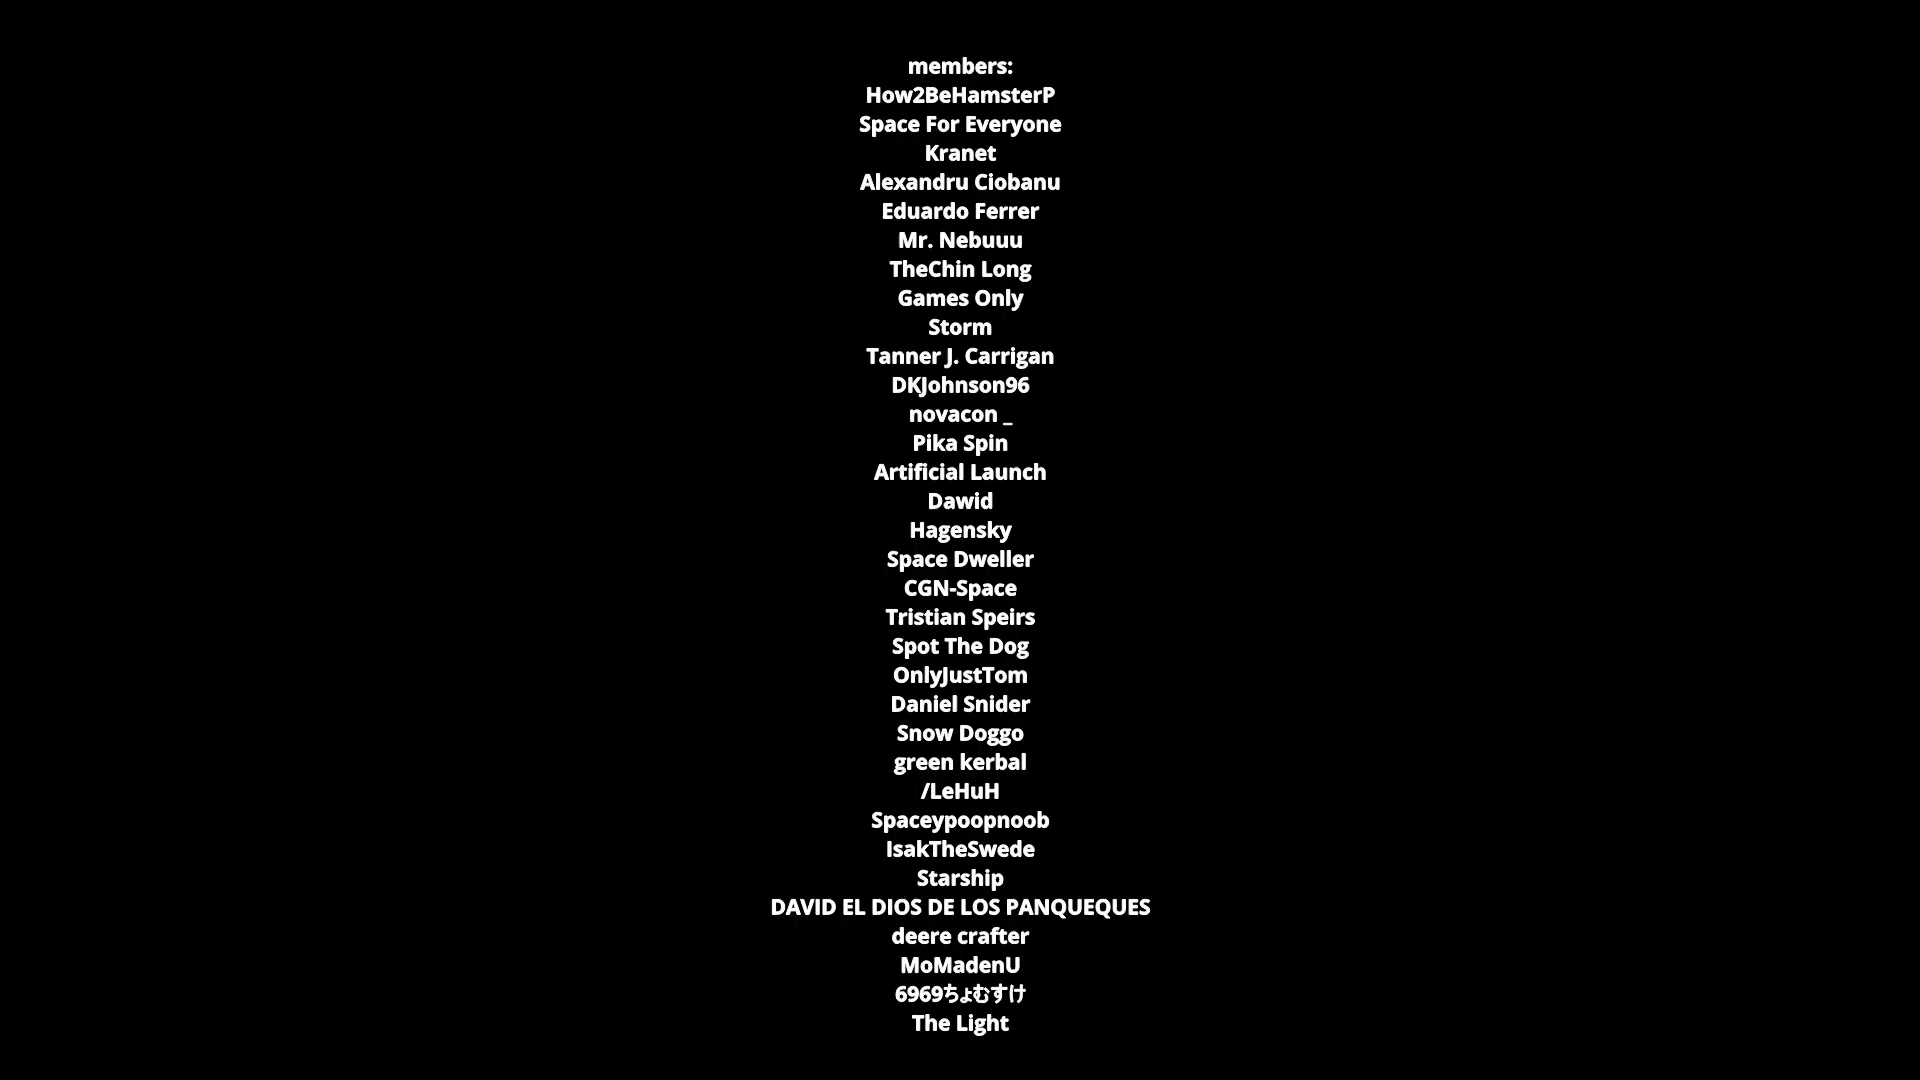 members:
How2BeHamsterP
Space For Everyone
Kranet
Alexandru Ciobanu
Eduardo Ferrer
Mr. Nebuuu
TheChin Long
Games Only
Storm
Tanner J. Carrigan
DKJohnson96
novacon _
Pika Spin
Artificial Launch
Dawid
Hagensky
Space Dweller
CGN-Space
Tristian Speirs
Spot The Dog
OnlyJustTom
Daniel Snider
Snow Doggo
green kerbal
/LeHuH
Spaceypoopnoob
IsakTheSwede
Starship
DAVID EL DIOS DE LOS PANQUEQUES
deere crafter
MoMadenU
6969ちょむすけ
The Light